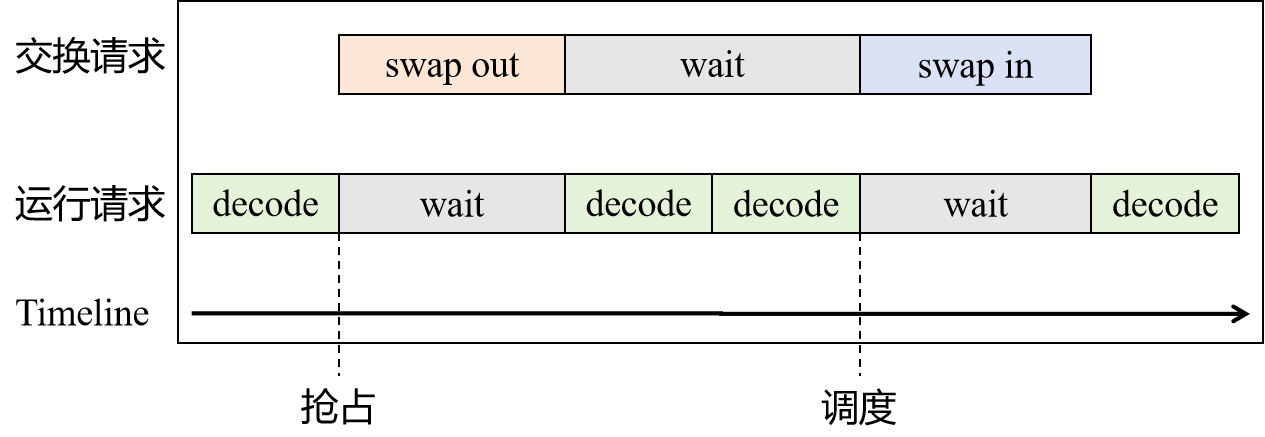 交换请求 swap out wait swap in
运行请求 decode wait decode decode wait decode
Timeline
抢占 调度